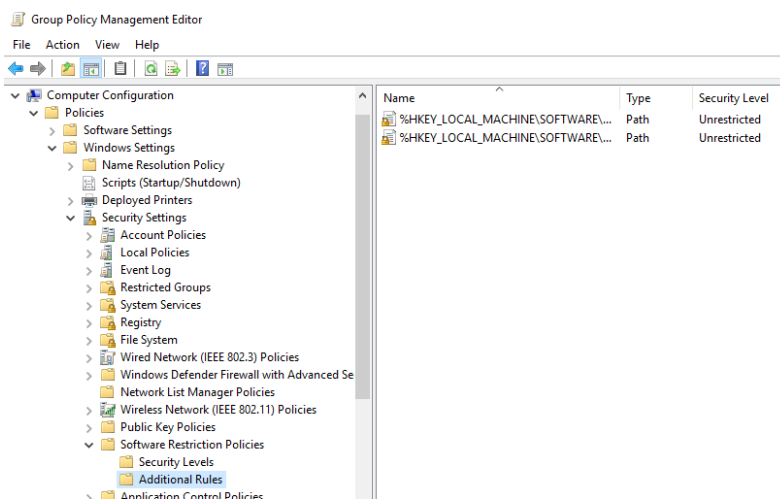 Group Policy Management Editor
File Action View Help
Computer Configuration
Policies
Software Settings
Windows Settings
Name Resolution Policy
Scripts (Startup/Shutdown)
Deployed Printers
Security Settings
Account Policies
Local Policies
Event Log
Restricted Groups
System Services
Registry
File System
Wired Network (IEEE 802.3) Policies
Windows Defender Firewall with Advanced Se
Network List Manager Policies
Wireless Network (IEEE 802.11) Policies
Public Key Policies
Software Restriction Policies
Security Levels
Additional Rules
Application Control Policies
Name Type Security Level
%HKEY_LOCAL_MACHINE\SOFTWARE\... Path Unrestricted
%HKEY_LOCAL_MACHINE\SOFTWARE\... Path Unrestricted